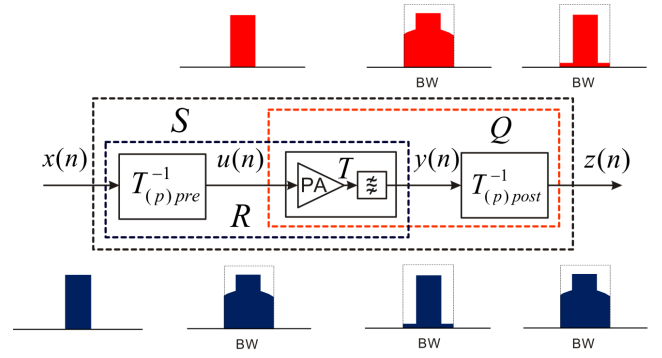 BW BW
S Q
x(n) T^{-1}_{(p)pre} u(n) PA T y(n) T^{-1}_{(p)post} z(n)
R
BW BW BW